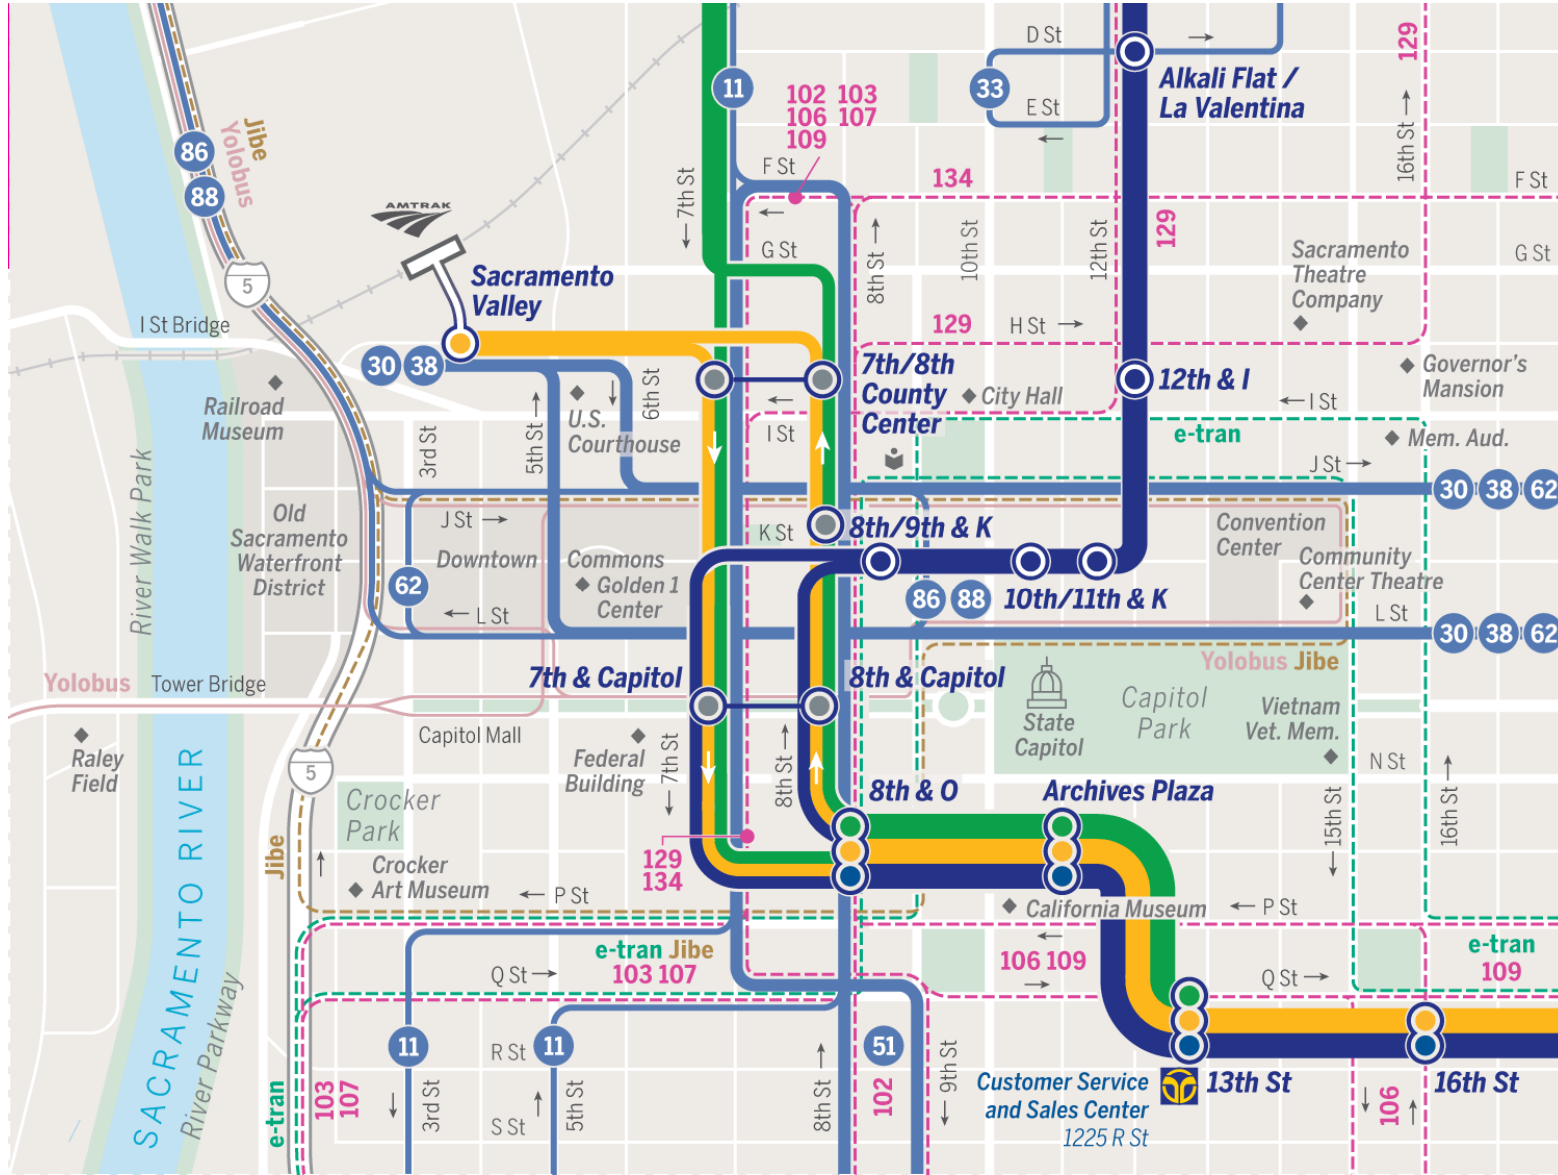 D St
→
129
11
33
Alkali Flat /
La Valentina
102 103
106 107
109
E St
←
16th St →
Jibe
Yolobus
86
88
F St
134
F St
←
7th St
←
AMTRAK
8th St →
10th St
12th St
129
G St
G St
Sacramento
Theatre
Company
Sacramento
Valley
5
I St Bridge
129
H St →
30 38
7th/8th
County
Center
12th & I
Governor's
Mansion
Railroad
Museum
U.S.
Courthouse
6th St
←
City Hall
← I St
3rd St
5th St →
I St
e-tran
Mem. Aud.
J St →
River Walk Park
30 38 62
Old
Sacramento
Waterfront
District
J St →
K St
8th/9th & K
Convention
Center
Downtown
Commons
Golden 1
Center
Community
Center Theatre
62
86 88
10th/11th & K
← L St
L St
30 38 62
Yolobus
Tower Bridge
7th & Capitol
8th & Capitol
Yolobus Jibe
State
Capitol
Capitol
Park
Vietnam
Vet. Mem.
Capitol Mall
Raley
Field
Federal
Building
← 7th St
8th St →
N St
5
8th & O
Archives Plaza
Crocker
Park
← 15th St
16th St →
Jibe
Crocker
Art Museum
129
134
← P St
California Museum
← P St
SACRAMENTO RIVER
e-tran Jibe
103 107
←
106 109
→
e-tran
109
Q St →
Q St →
River Parkway
11
R St
11
51
e-tran
103
107
← 3rd St
S St
5th St →
8th St →
102
← 9th St
Customer Service
and Sales Center
1225 R St
13th St
16th St
← 106 →